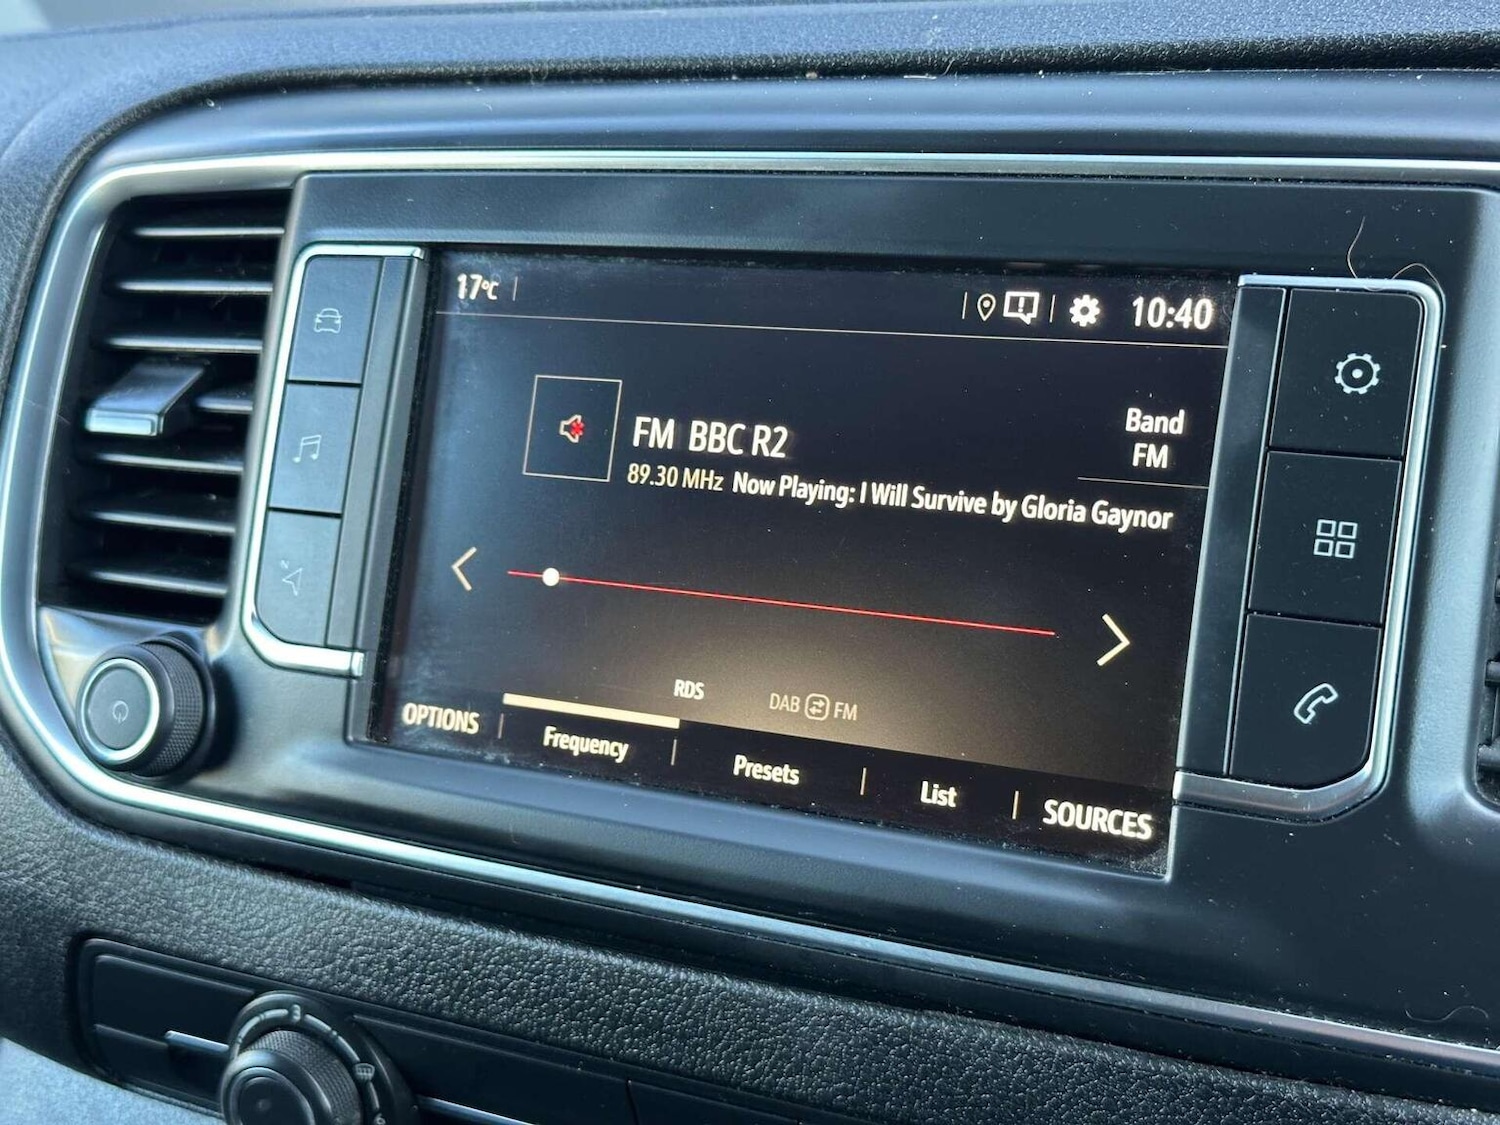 17°C
10:40
FM BBC R2
Band
FM
89.30 MHz Now Playing: I Will Survive by Gloria Gaynor
RDS
DAB FM
OPTIONS
Frequency
Presets
List
SOURCES
3